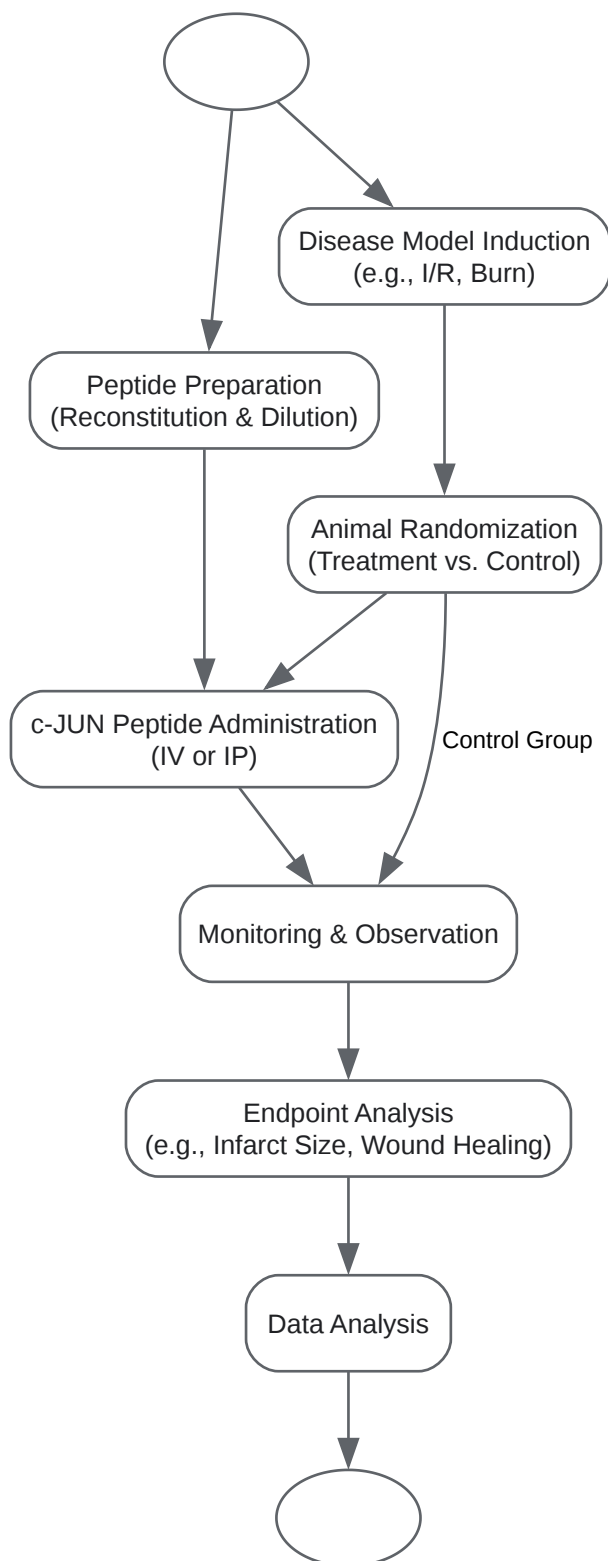 Disease Model Induction
(e.g., I/R, Burn)
Peptide Preparation
(Reconstitution & Dilution)
Animal Randomization
(Treatment vs. Control)
c-JUN Peptide Administration
(IV or IP)
Control Group
Monitoring & Observation
Endpoint Analysis
(e.g., Infarct Size, Wound Healing)
Data Analysis